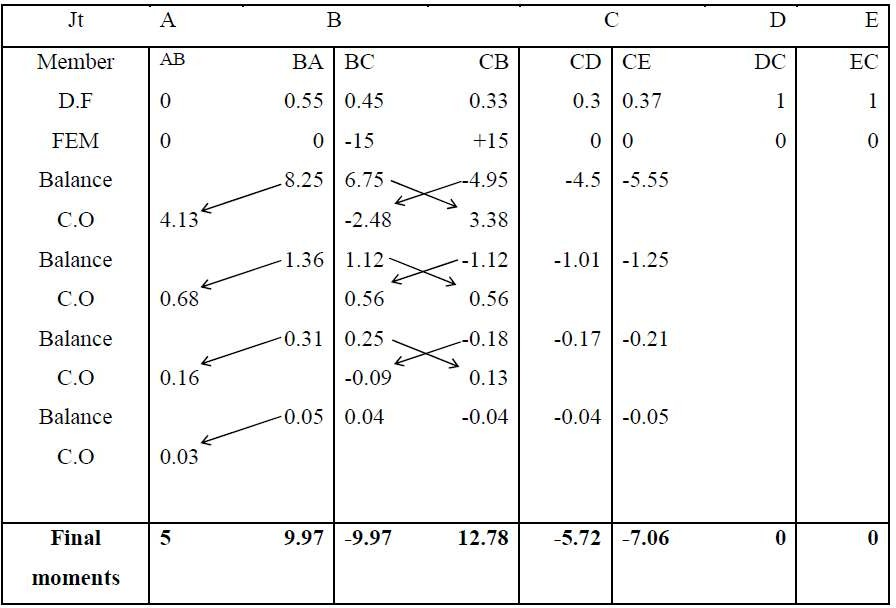 Jt A B C D E
Member AB BA BC CB CD CE DC EC
D.F 0 0.55 0.45 0.33 0.3 0.37 1 1
FEM 0 0 -15 +15 0 0 0 0
Balance 8.25 6.75 -4.95 -4.5 -5.55
C.O 4.13 -2.48 3.38
Balance 1.36 1.12 -1.12 -1.01 -1.25
C.O 0.68 0.56 0.56
Balance 0.31 0.25 -0.18 -0.17 -0.21
C.O 0.16 -0.09 0.13
Balance 0.05 0.04 -0.04 -0.04 -0.05
C.O 0.03
Final 5 9.97 -9.97 12.78 -5.72 -7.06 0 0
moments